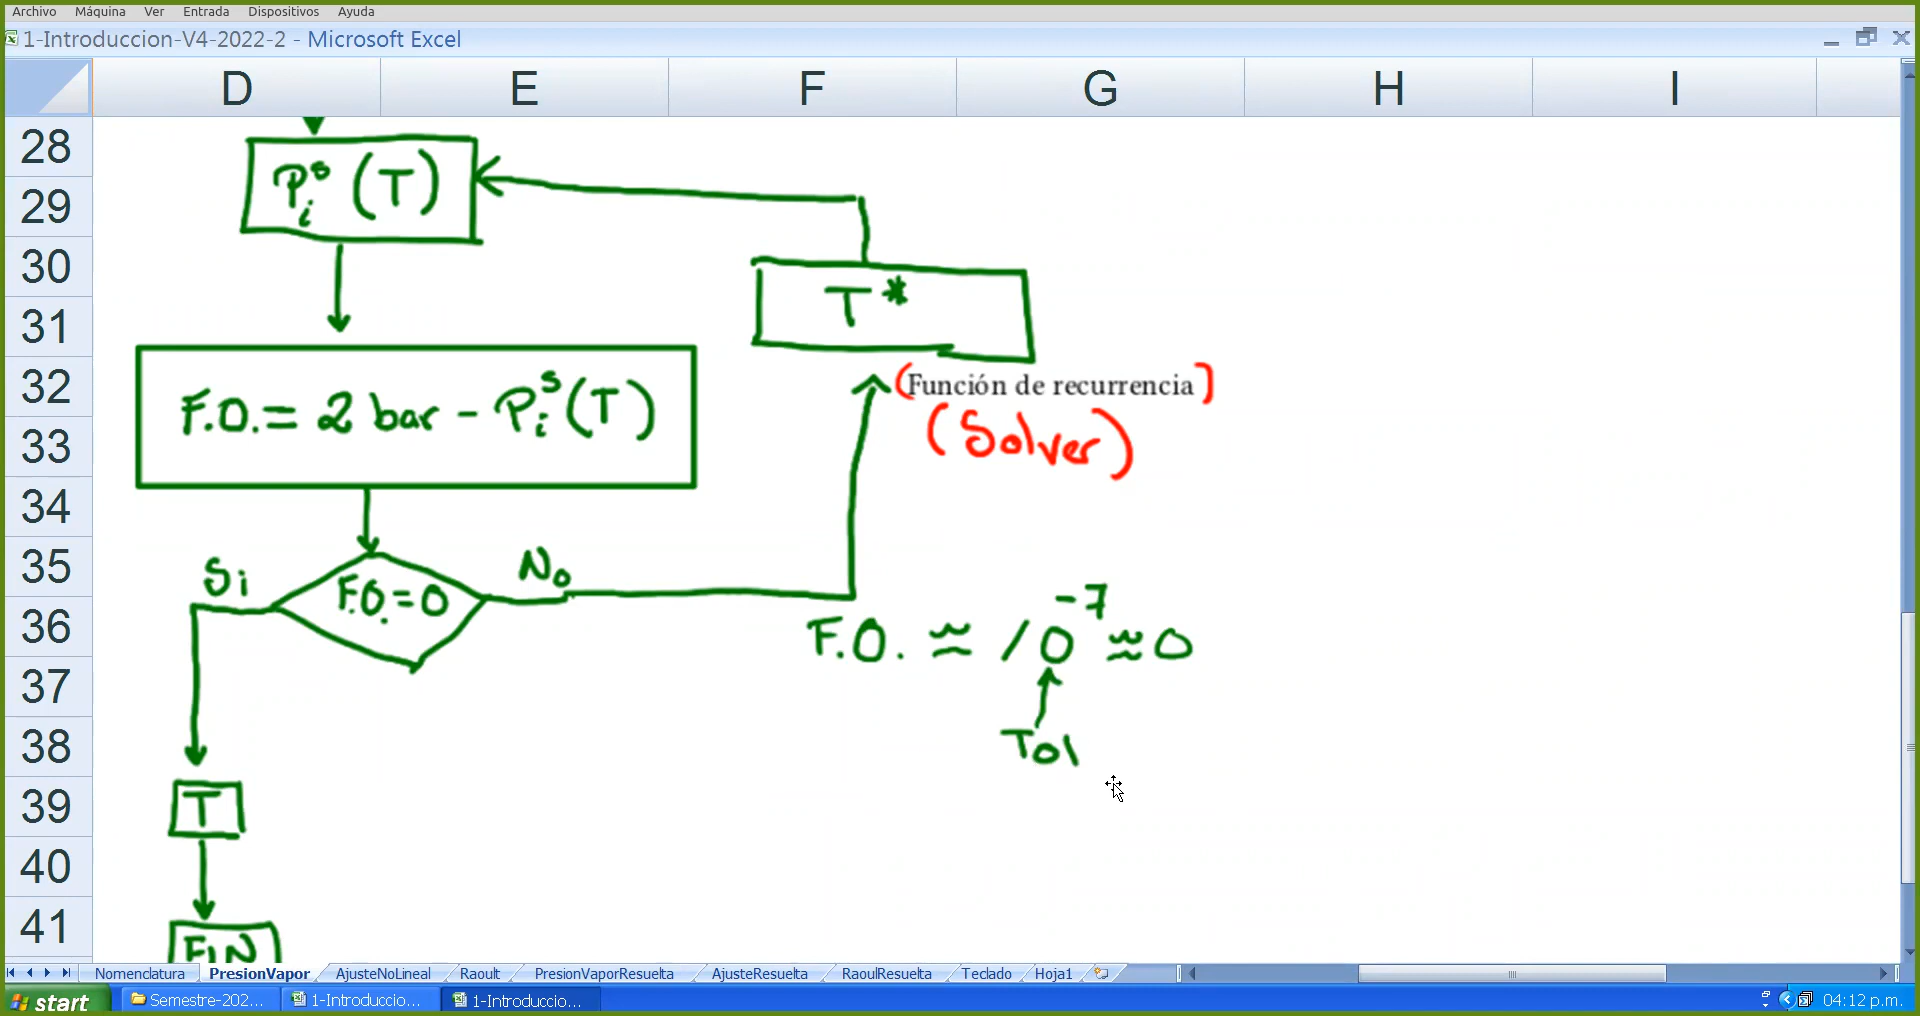 Archivo Máquina Ver Entrada Dispositivos Ayuda
1-Introduccion-V4-2022-2 - Microsoft Excel
D E F G H I
28
29
30
31
32
33
34
35
36
37
38
39
40
41
Pᵢˢ (T)
T*
(Función de recurrencia)
(Solver)
F.O. = 2 bar - Pᵢˢ(T)
Si
F.O. = 0
No
F.O. ≈ 10⁻⁷ ≈ 0
Tol
T
FIN
Nomenclatura PresionVapor AjusteNoLineal Raoult PresionVaporResuelta AjusteResuelta RaoulResuelta Teclado Hoja1
start Semestre-202... 1-Introduccio... 1-Introduccio... 04:12 p.m.